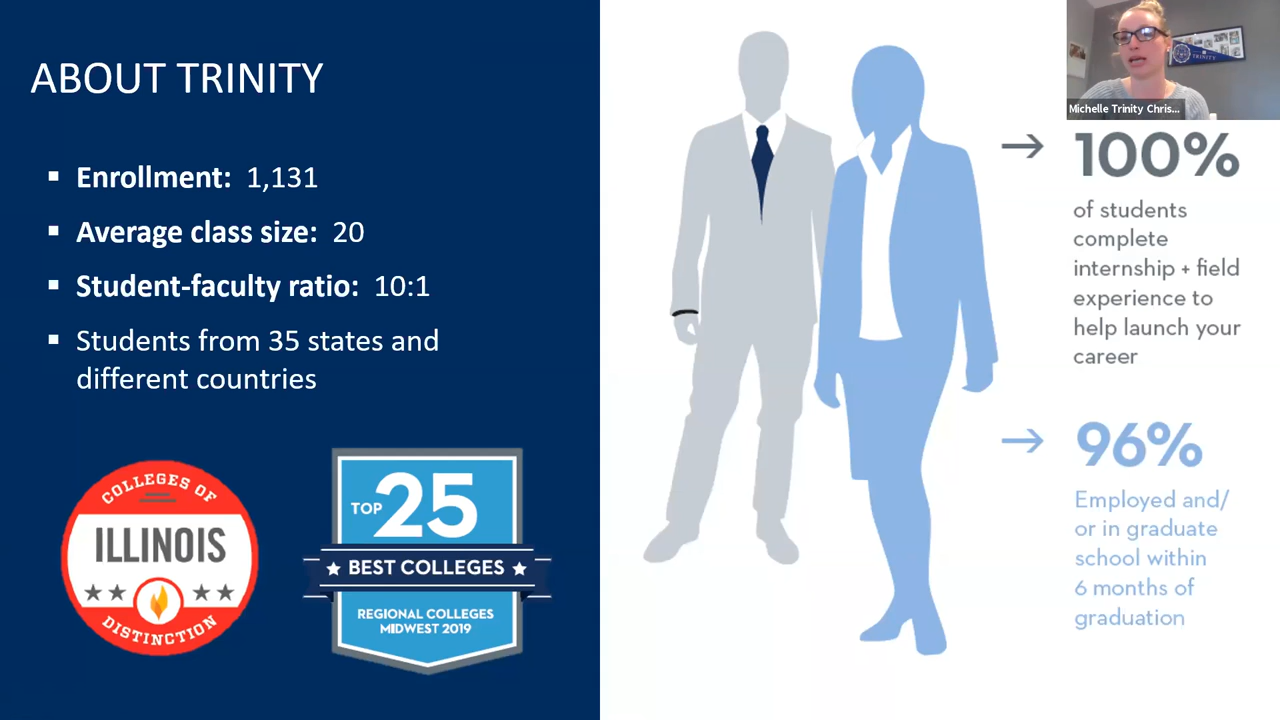 ABOUT TRINITY
▪ Enrollment: 1,131
▪ Average class size: 20
▪ Student-faculty ratio: 10:1
▪ Students from 35 states and
different countries
COLLEGES OF
ILLINOIS
DISTINCTION
TOP 25
BEST COLLEGES
REGIONAL COLLEGES
MIDWEST 2019
TRINITY
Michelle Trinity Chris...
→ 100%
of students
complete
internship + field
experience to
help launch your
career
→ 96%
Employed and/
or in graduate
school within
6 months of
graduation